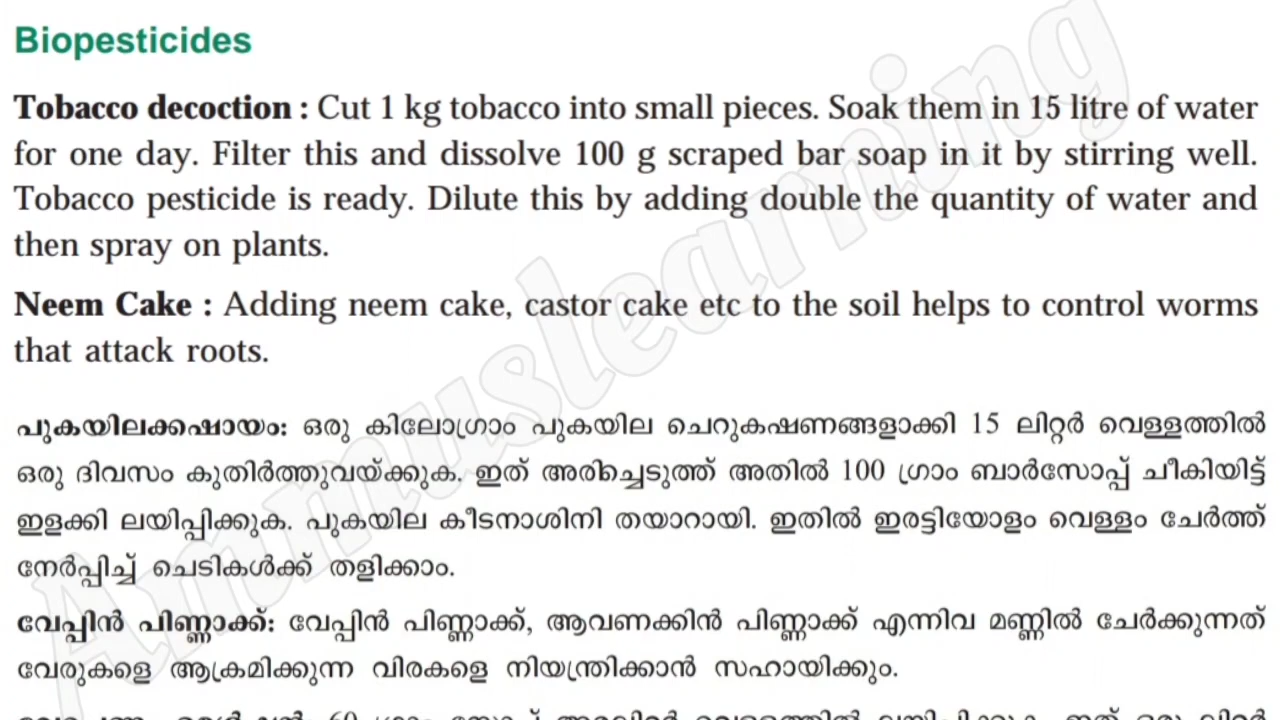 Biopesticides
Tobacco decoction : Cut 1 kg tobacco into small pieces. Soak them in 15 litre of water
for one day. Filter this and dissolve 100 g scraped bar soap in it by stirring well.
Tobacco pesticide is ready. Dilute this by adding double the quantity of water and
then spray on plants.
Neem Cake : Adding neem cake, castor cake etc to the soil helps to control worms
that attack roots.
പുകയിലക്കഷായം: ഒരു കിലോഗ്രാം പുകയില ചെറുകഷണങ്ങളാക്കി 15 ലിറ്റർ വെള്ളത്തിൽ
ഒരു ദിവസം കുതിർത്തുവയ്ക്കുക. ഇത് അരിച്ചെടുത്ത് അതിൽ 100 ഗ്രാം ബാർസോപ്പ് ചീകിയിട്ട്
ഇളക്കി ലയിപ്പിക്കുക. പുകയില കീടനാശിനി തയാറായി. ഇതിൽ ഇരട്ടിയോളം വെള്ളം ചേർത്ത്
നേർപ്പിച്ച് ചെടികൾക്ക് തളിക്കാം.
വേപ്പിൻ പിണ്ണാക്ക്: വേപ്പിൻ പിണ്ണാക്ക്, ആവണക്കിൻ പിണ്ണാക്ക് എന്നിവ മണ്ണിൽ ചേർക്കുന്നത്
വേരുകളെ ആക്രമിക്കുന്ന വിരകളെ നിയന്ത്രിക്കാൻ സഹായിക്കും.
Ammuslearning